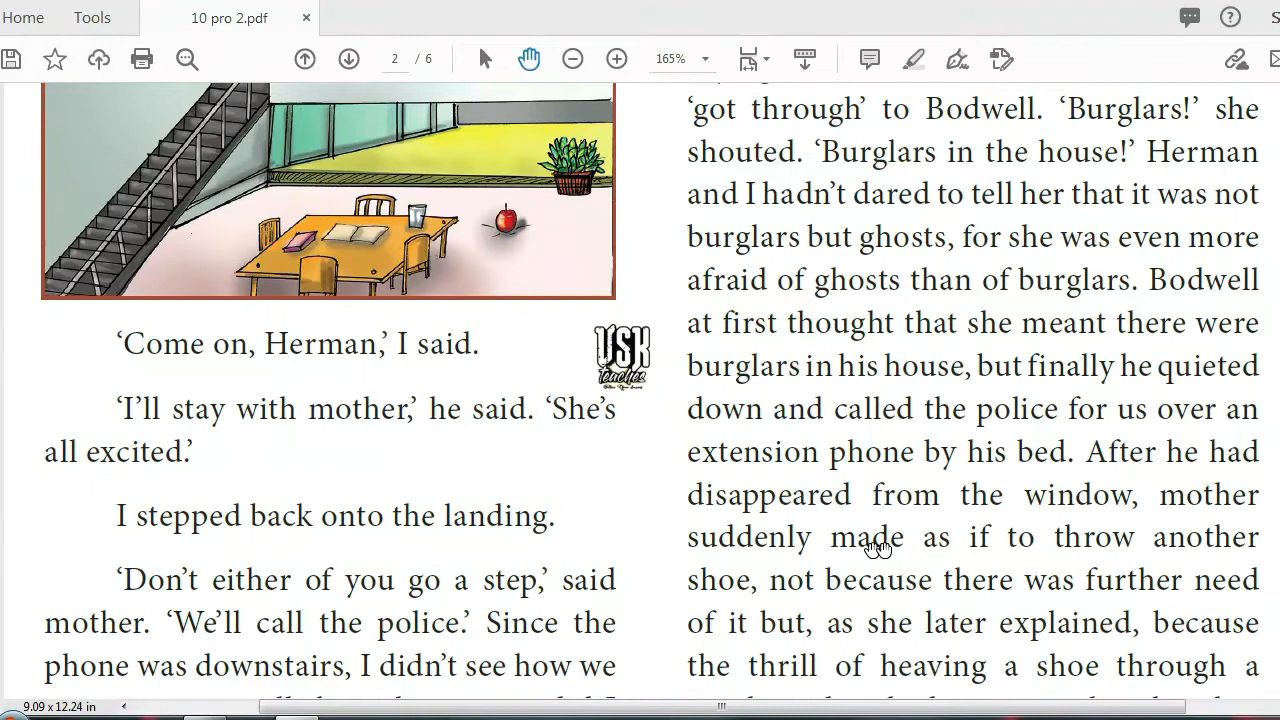 Home
Tools
10 pro 2.pdf
×
2 / 6
165%
‘Come on, Herman,’ I said.
‘I’ll stay with mother,’ he said. ‘She’s
all excited.’
I stepped back onto the landing.
‘Don’t either of you go a step,’ said
mother. ‘We’ll call the police.’ Since the
phone was downstairs, I didn’t see how we
‘got through’ to Bodwell. ‘Burglars!’ she
shouted. ‘Burglars in the house!’ Herman
and I hadn’t dared to tell her that it was not
burglars but ghosts, for she was even more
afraid of ghosts than of burglars. Bodwell
at first thought that she meant there were
burglars in his house, but finally he quieted
down and called the police for us over an
extension phone by his bed. After he had
disappeared from the window, mother
suddenly made as if to throw another
shoe, not because there was further need
of it but, as she later explained, because
the thrill of heaving a shoe through a
VSK
Teaches
9.09 x 12.24 in